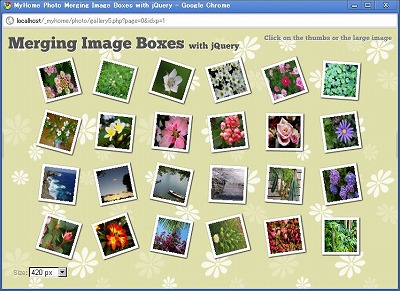 MyHome Photo Merging Image Boxes with jQuery - Google Chrome
localhost/_myhome/photo/gallery5.php?page=0&idxp=1
Merging Image Boxes with jQuery
Click on the thumbs or the large image
Size: 420 px